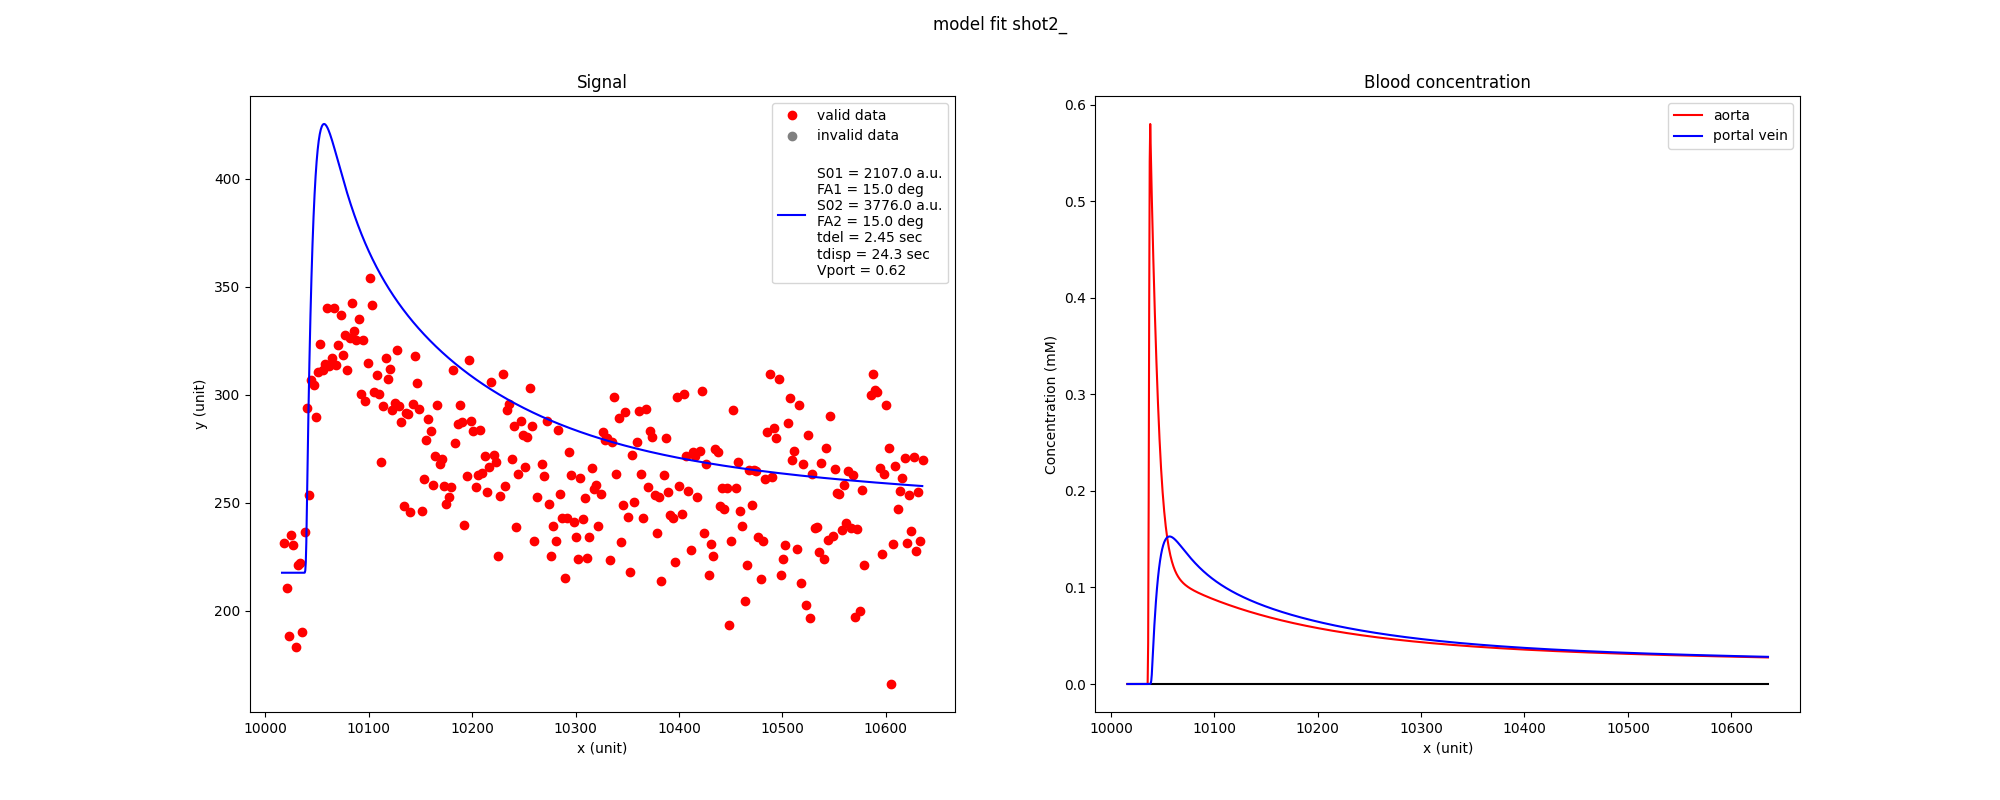 model fit shot2_
Signal
y (unit)
400
350
300
250
200
10000
10100
10200
10300
10400
10500
10600
x (unit)
valid data
invalid data
S01 = 2107.0 a.u.
FA1 = 15.0 deg
S02 = 3776.0 a.u.
FA2 = 15.0 deg
tdel = 2.45 sec
tdisp = 24.3 sec
Vport = 0.62
Blood concentration
Concentration (mM)
0.6
0.5
0.4
0.3
0.2
0.1
0.0
10000
10100
10200
10300
10400
10500
10600
x (unit)
aorta
portal vein